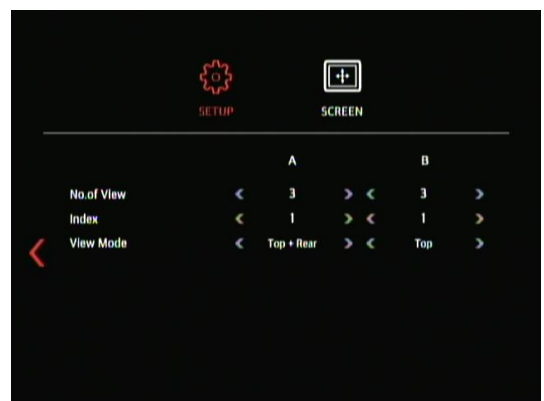 SETUP SCREEN
A B
No.of View 3 3
Index 1 1
View Mode Top + Rear Top